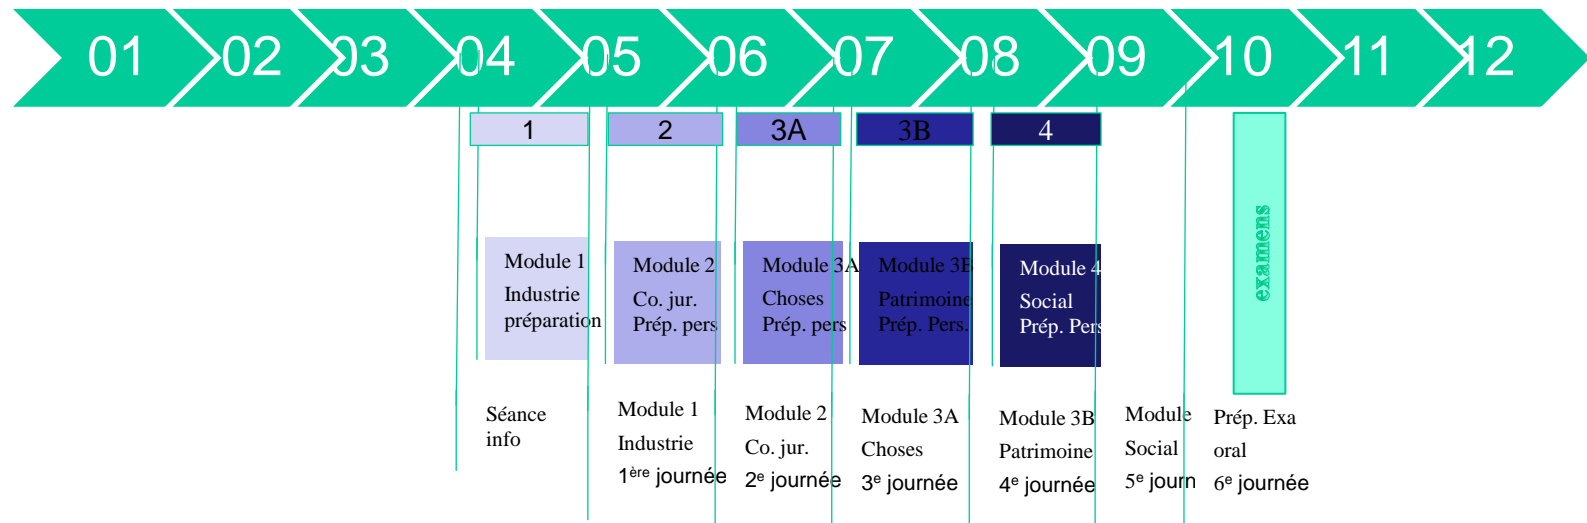 01 02 03 04 05 06 07 08 09 10 11 12
1 2 3A 3B 4
examens
Module 1
Industrie
préparation
Module 2
Co. jur.
Prép. pers
Module 3A
Choses
Prép. pers
Module 3B
Patrimoine
Prép. Pers.
Module 4
Social
Prép. Pers
Séance
info
Module 1
Industrie
1ère journée
Module 2
Co. jur.
2e journée
Module 3A
Choses
3e journée
Module 3B
Patrimoine
4e journée
Module
Social
5e journ
Prép. Exa
oral
6e journée